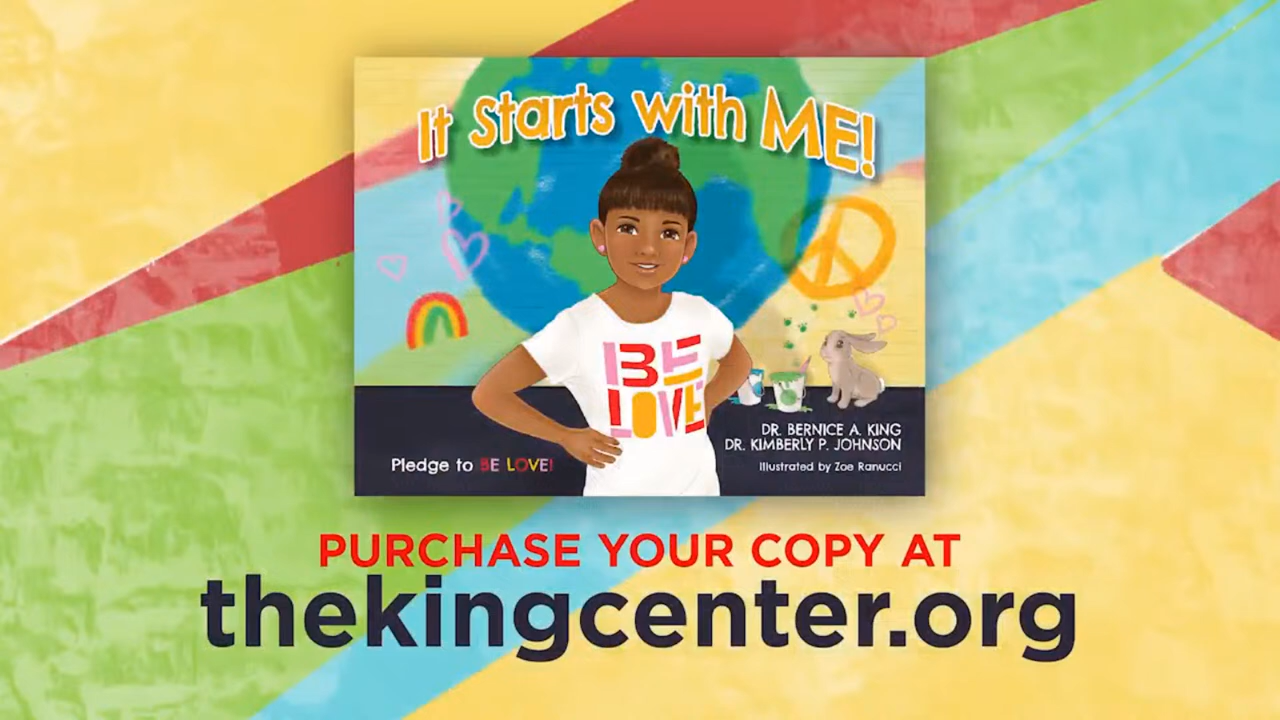 It Starts with ME!
BE
LOVE
DR. BERNICE A. KING
DR. KIMBERLY P. JOHNSON
Pledge to BE LOVE!
Illustrated by Zoe Ranucci
PURCHASE YOUR COPY AT
thekingcenter.org